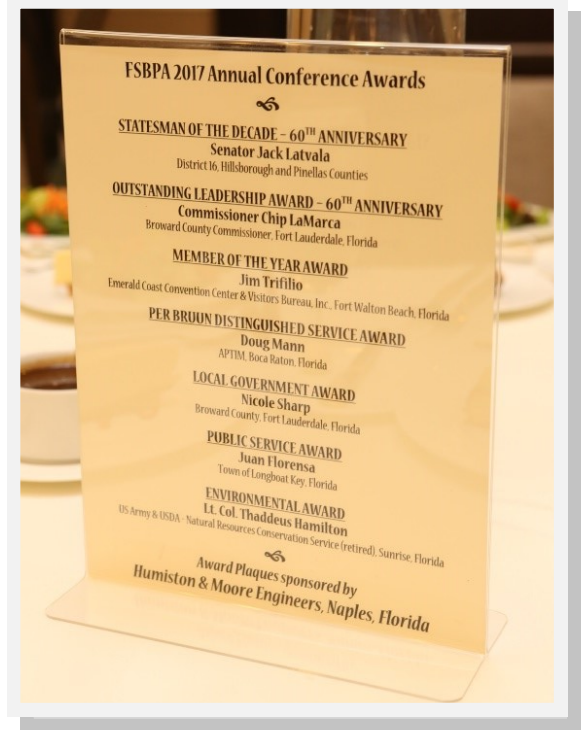 FSBPA 2017 Annual Conference Awards
STATESMAN OF THE DECADE – 60TH ANNIVERSARY
Senator Jack Latvala
District 16, Hillsborough and Pinellas Counties
OUTSTANDING LEADERSHIP AWARD – 60TH ANNIVERSARY
Commissioner Chip LaMarca
Broward County Commissioner, Fort Lauderdale, Florida
MEMBER OF THE YEAR AWARD
Jim Trifilio
Emerald Coast Convention Center & Visitors Bureau, Inc., Fort Walton Beach, Florida
PER BRUUN DISTINGUISHED SERVICE AWARD
Doug Mann
APTIM, Boca Raton, Florida
LOCAL GOVERNMENT AWARD
Nicole Sharp
Broward County, Fort Lauderdale, Florida
PUBLIC SERVICE AWARD
Juan Florensa
Town of Longboat Key, Florida
ENVIRONMENTAL AWARD
Lt. Col. Thaddeus Hamilton
US Army & USDA - Natural Resources Conservation Service (retired), Sunrise, Florida
Award Plaques sponsored by
Humiston & Moore Engineers, Naples, Florida